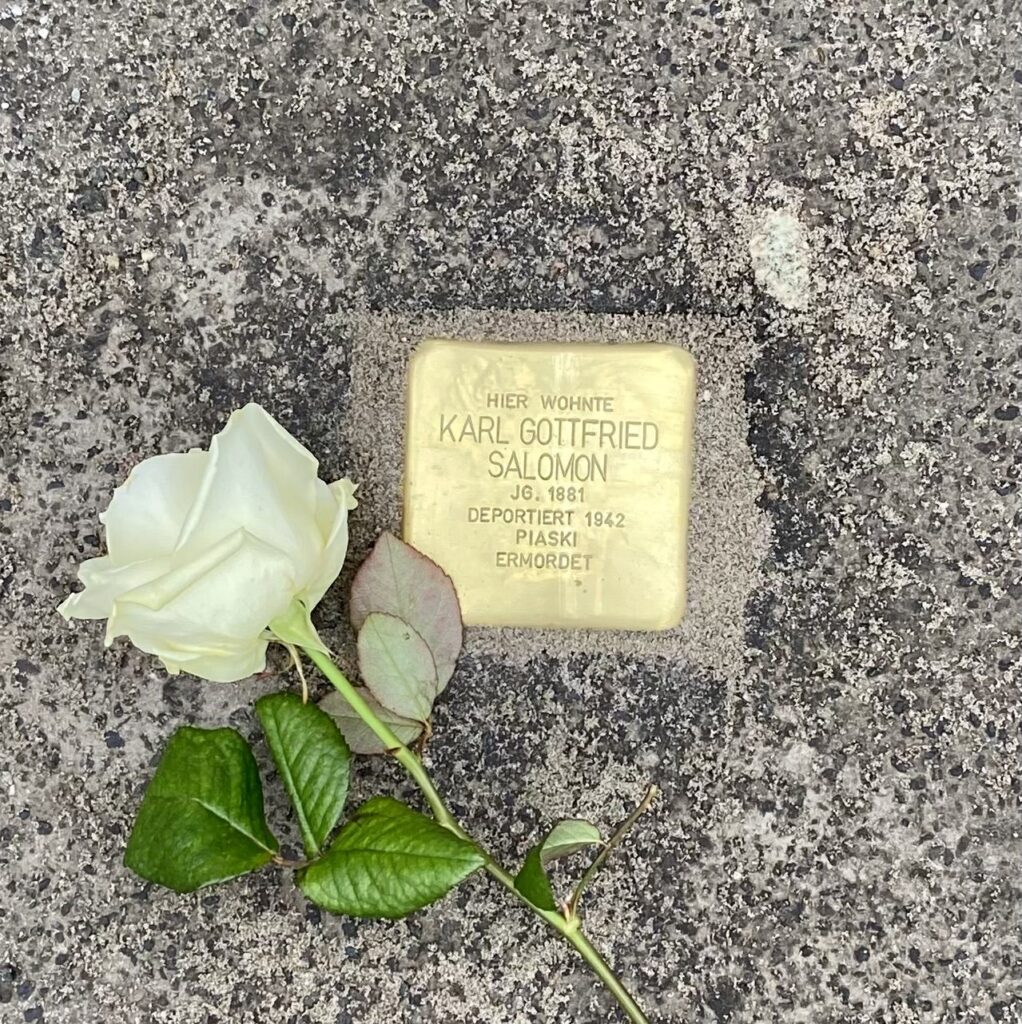 HIER WOHNTE
KARL GOTTFRIED
SALOMON
JG. 1881
DEPORTIERT 1942
PIASKI
ERMORDET